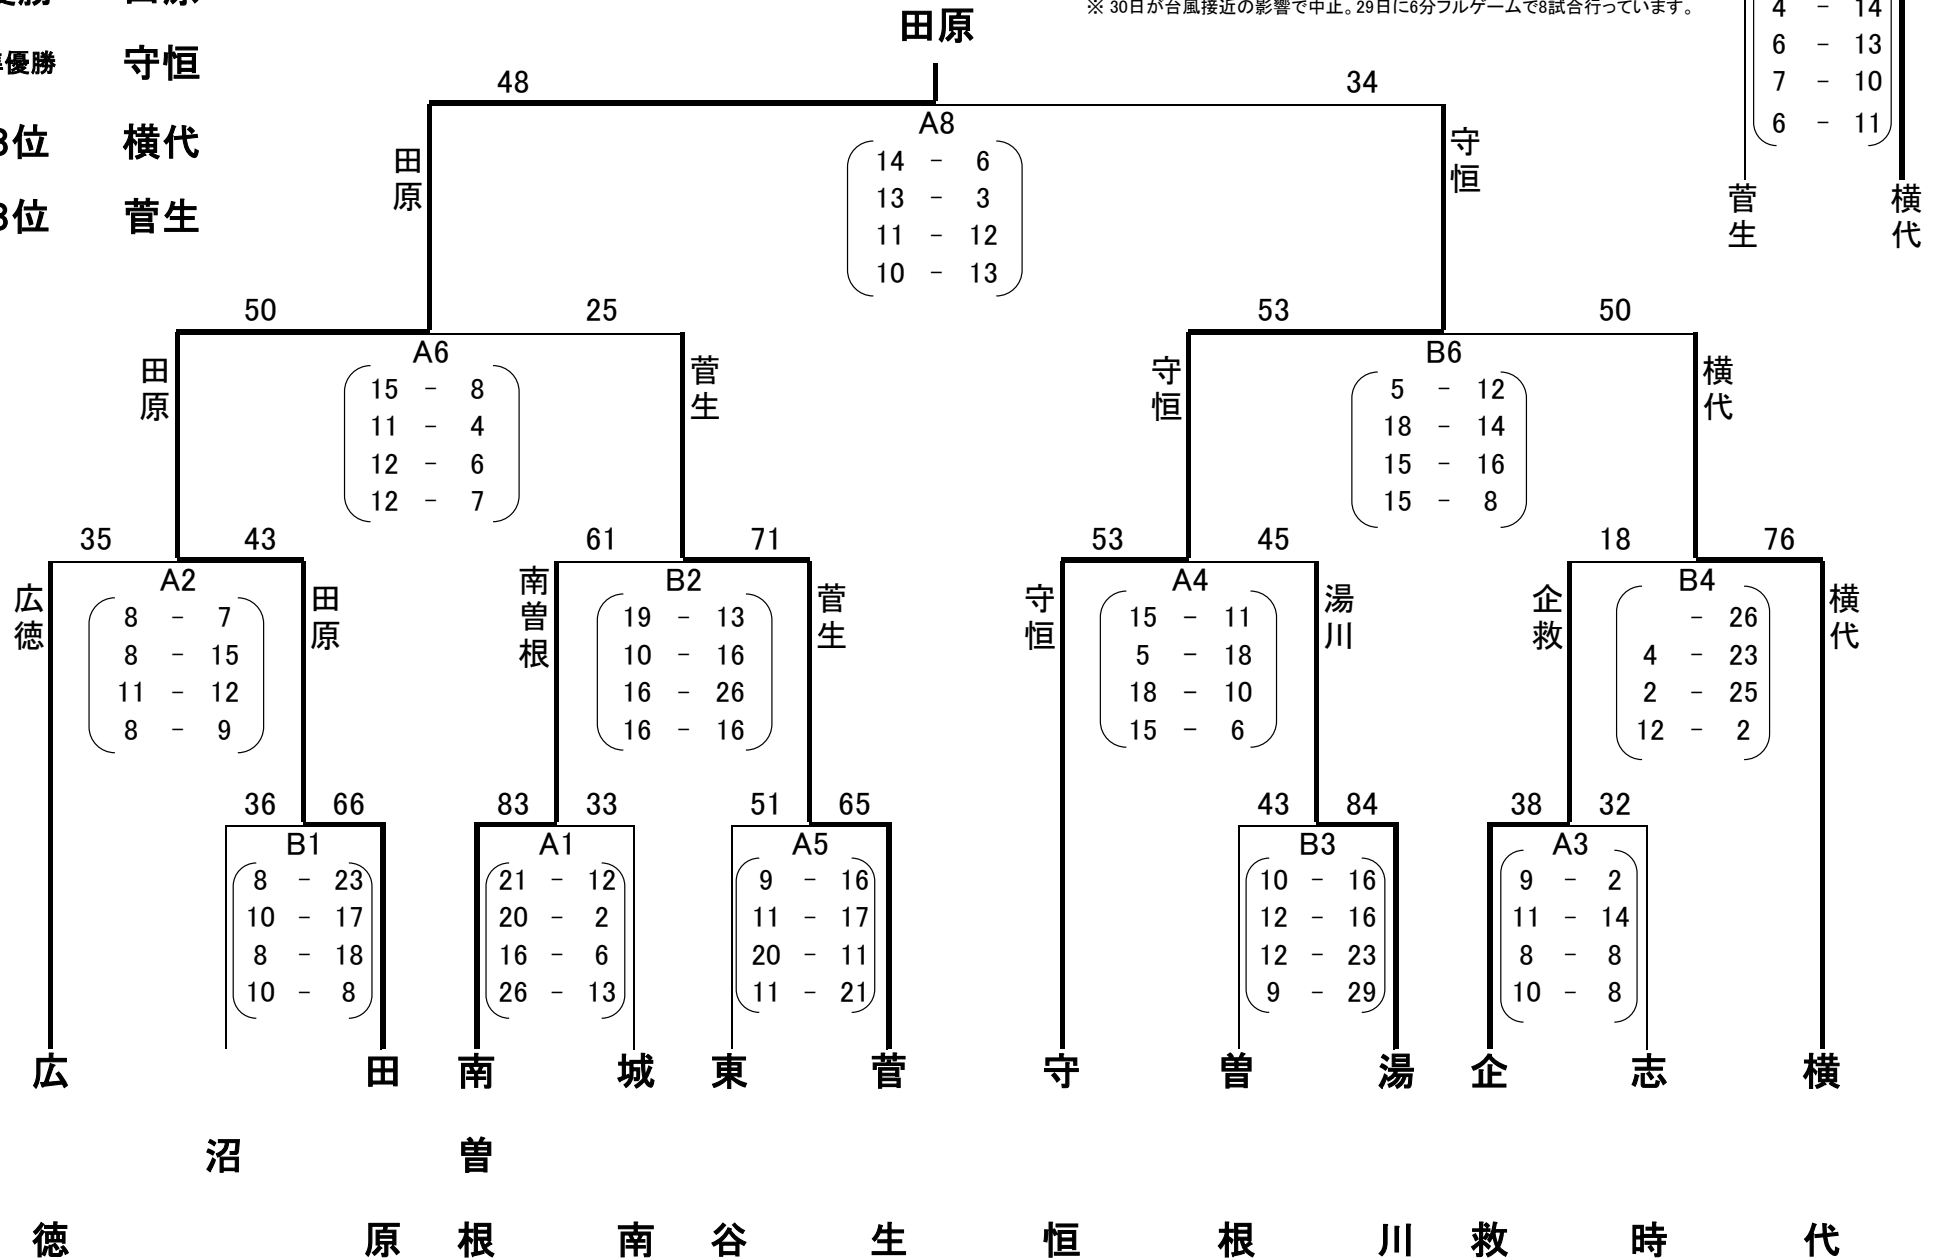 田原
※ 30日が台風接近の影響で中止。29日に6分フルゲームで8試合行っています。
準優勝 守恒
3位 横代
3位 菅生
4 - 14
6 - 13
7 - 10
6 - 11
菅生 横代
48 34
A8
田原 守恒
14 - 6
13 - 3
11 - 12
10 - 13
50 25
A6
田原 菅生
15 - 8
11 - 4
12 - 6
12 - 7
53 50
B6
守恒 横代
5 - 12
18 - 14
15 - 16
15 - 8
35 43
A2
広徳 田原
8 - 7
8 - 15
11 - 12
8 - 9
61 71
B2
南曽根 菅生
19 - 13
10 - 16
16 - 26
16 - 16
53 45
A4
守恒 湯川
15 - 11
5 - 18
18 - 10
15 - 6
18 76
B4
企救 横代
- 26
4 - 23
2 - 25
12 - 2
36 66
B1
8 - 23
10 - 17
8 - 18
10 - 8
83 33
A1
21 - 12
20 - 2
16 - 6
26 - 13
51 65
A5
9 - 16
11 - 17
20 - 11
11 - 21
43 84
B3
10 - 16
12 - 16
12 - 23
9 - 29
38 32
A3
9 - 2
11 - 14
8 - 8
10 - 8
広徳
沼
田原
南曽根
城南
東谷
菅生
守恒
曽根
湯川
企救
志時
横代